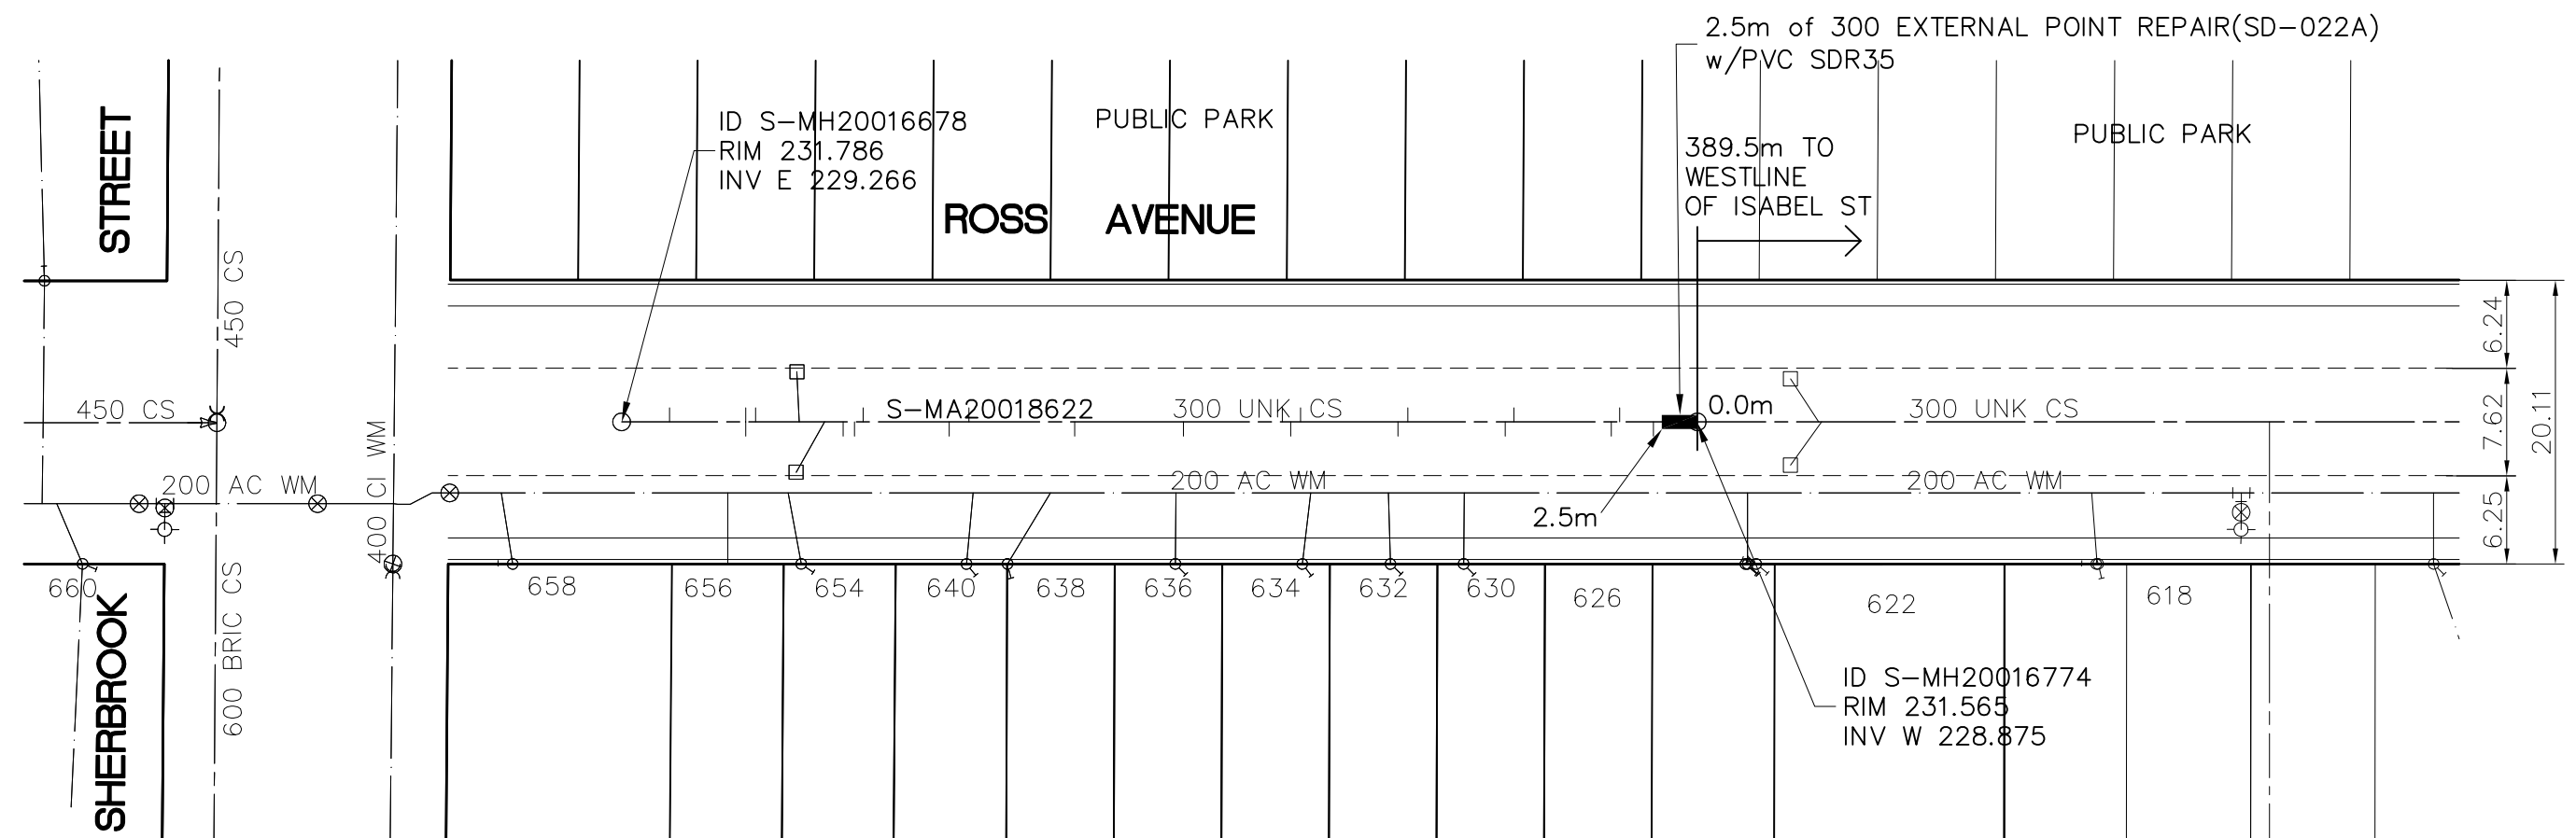 2.5m of 300 EXTERNAL POINT REPAIR(SD-022A)
w/PVC SDR35
STREET
ID S-MH20016678
RIM 231.786
INV E 229.266
PUBLIC PARK
PUBLIC PARK
389.5m TO
WESTLINE
OF ISABEL ST
ROSS AVENUE
450 CS
6.24
450 CS
S-MA20018622
300 UNK CS
0.0m
300 UNK CS
7.62
20.11
400 CI WM
200 AC WM
200 AC WM
200 AC WM
2.5m
6.25
660
658
656
654
640
638
636
634
632
630
626
622
618
600 BRIC CS
SHERBROOK
ID S-MH20016774
RIM 231.565
INV W 228.875